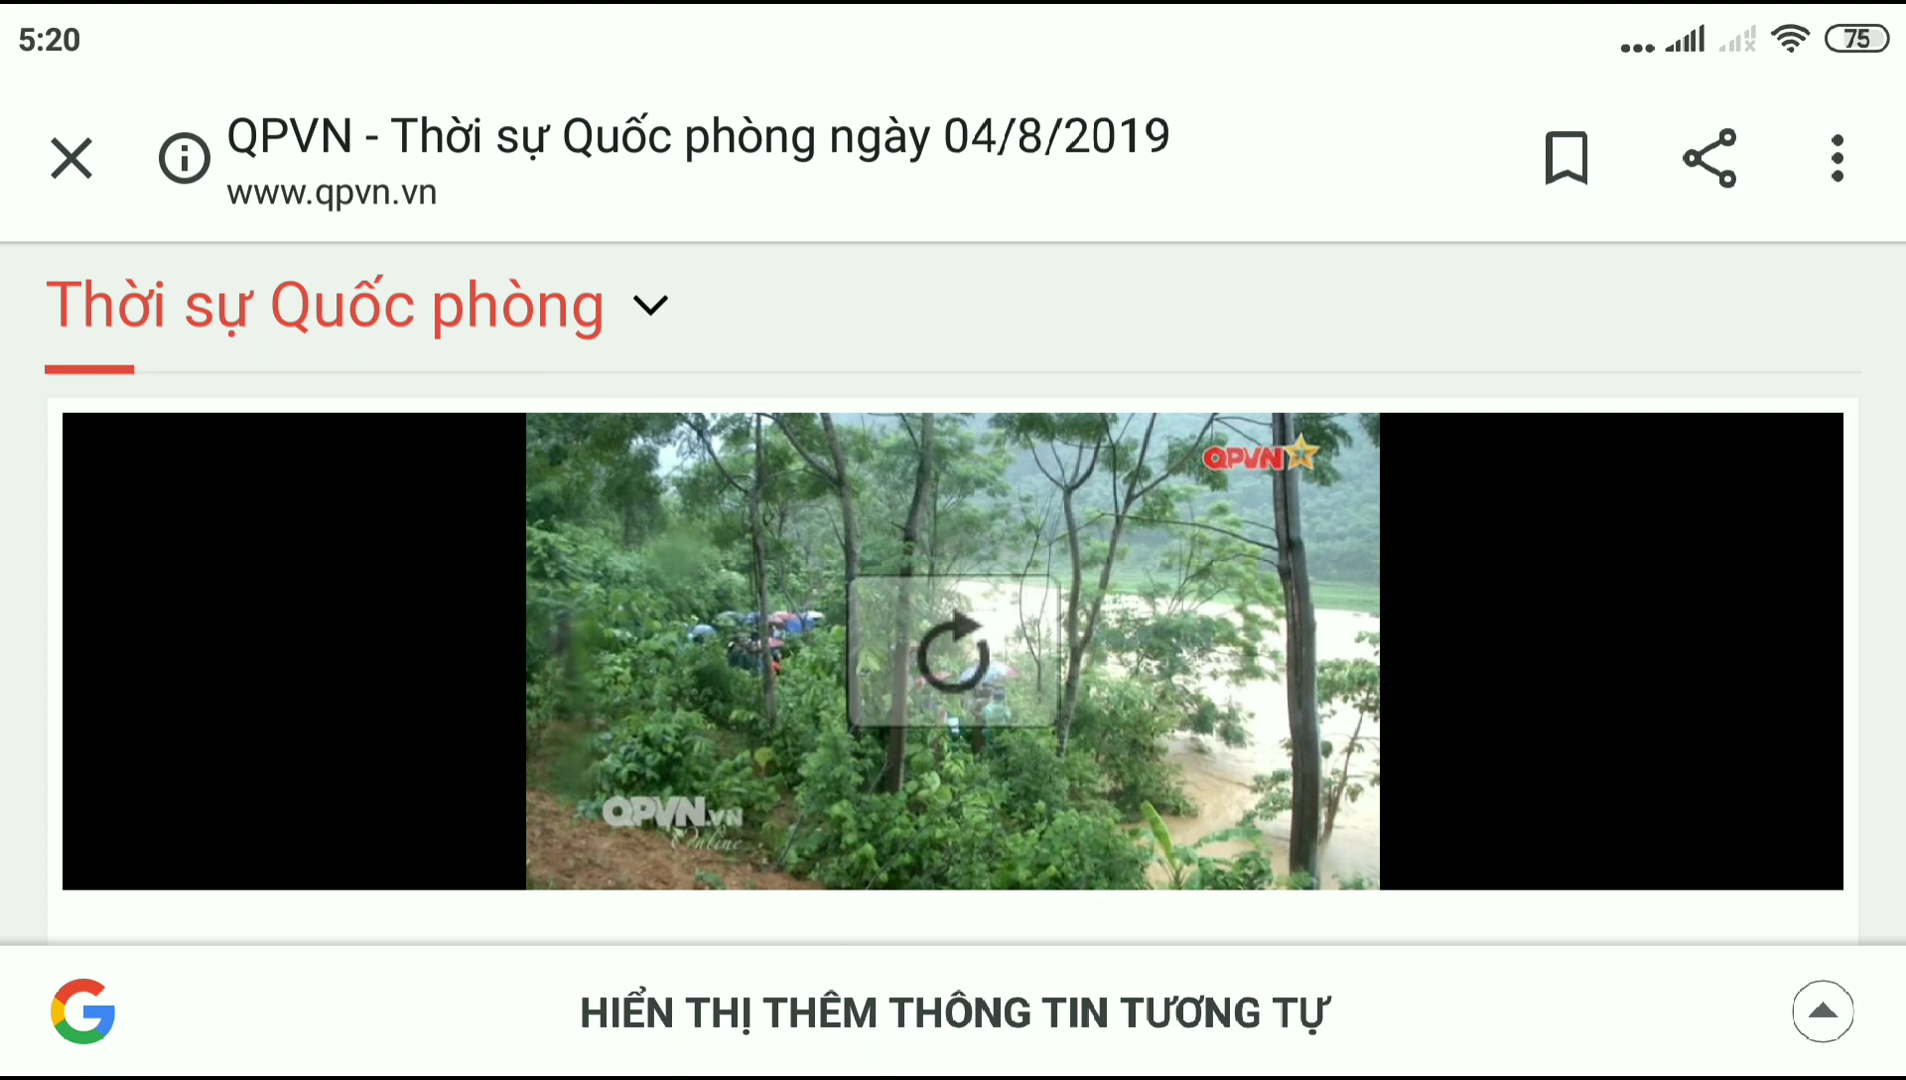 5:20
75
QPVN - Thời sự Quốc phòng ngày 04/8/2019
www.qpvn.vn
Thời sự Quốc phòng
QPVN
QPVN.VN
Online
HIỂN THỊ THÊM THÔNG TIN TƯƠNG TỰ